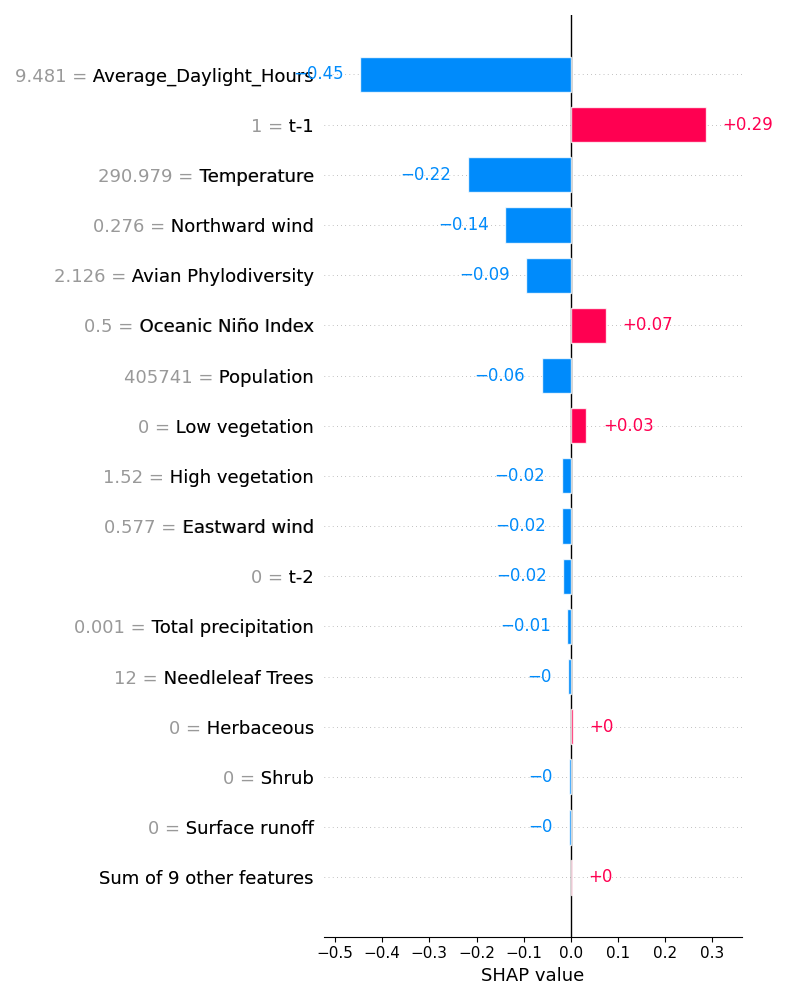 9.481 = Average_Daylight_Hours −0.45
1 = t-1 +0.29
290.979 = Temperature −0.22
0.276 = Northward wind −0.14
2.126 = Avian Phylodiversity −0.09
0.5 = Oceanic Niño Index +0.07
405741 = Population −0.06
0 = Low vegetation +0.03
1.52 = High vegetation −0.02
0.577 = Eastward wind −0.02
0 = t-2 −0.02
0.001 = Total precipitation −0.01
12 = Needleleaf Trees −0
0 = Herbaceous +0
0 = Shrub −0
0 = Surface runoff −0
Sum of 9 other features +0
−0.5 −0.4 −0.3 −0.2 −0.1 0.0 0.1 0.2 0.3
SHAP value